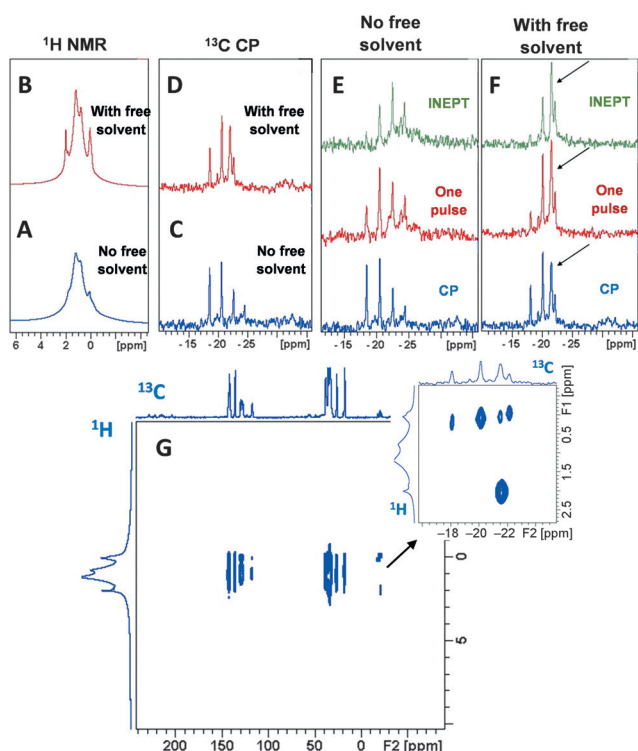 ¹H NMR
¹³C CP
No free
solvent
With free
solvent
B
With free
solvent
A
No free
solvent
6 4 2 0 [ppm]
D
With free
solvent
C
No free
solvent
-15 -20 -25 [ppm]
E
INEPT
One
pulse
CP
-15 -20 -25 [ppm]
F
INEPT
One
pulse
CP
-15 -20 -25 [ppm]
¹³C
¹H
G
0
5
200 150 100 50 0 F2 [ppm]
¹³C
¹H
F1 [ppm]
0.5
1.5
2.5
-18 -20 -22 F2 [ppm]